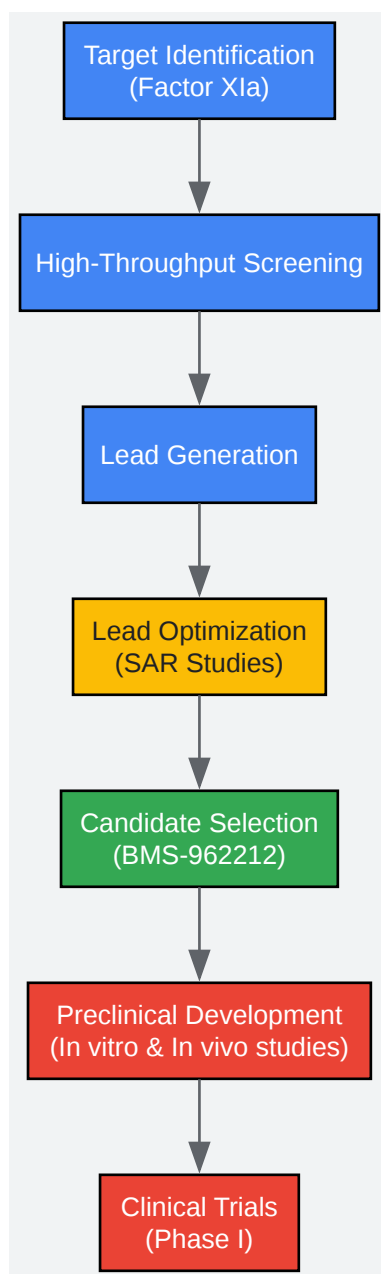 Target Identification
(Factor XIa)
High-Throughput Screening
Lead Generation
Lead Optimization
(SAR Studies)
Candidate Selection
(BMS-962212)
Preclinical Development
(In vitro & In vivo studies)
Clinical Trials
(Phase I)